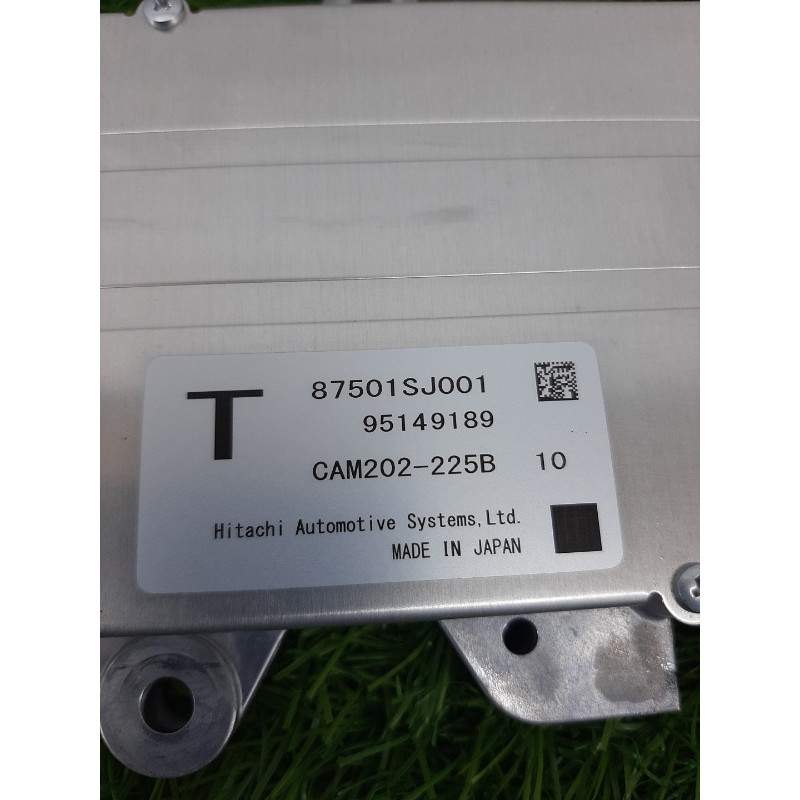 T
87501SJ001
95149189
CAM202-225B 10
Hitachi Automotive Systems,Ltd.
MADE IN JAPAN